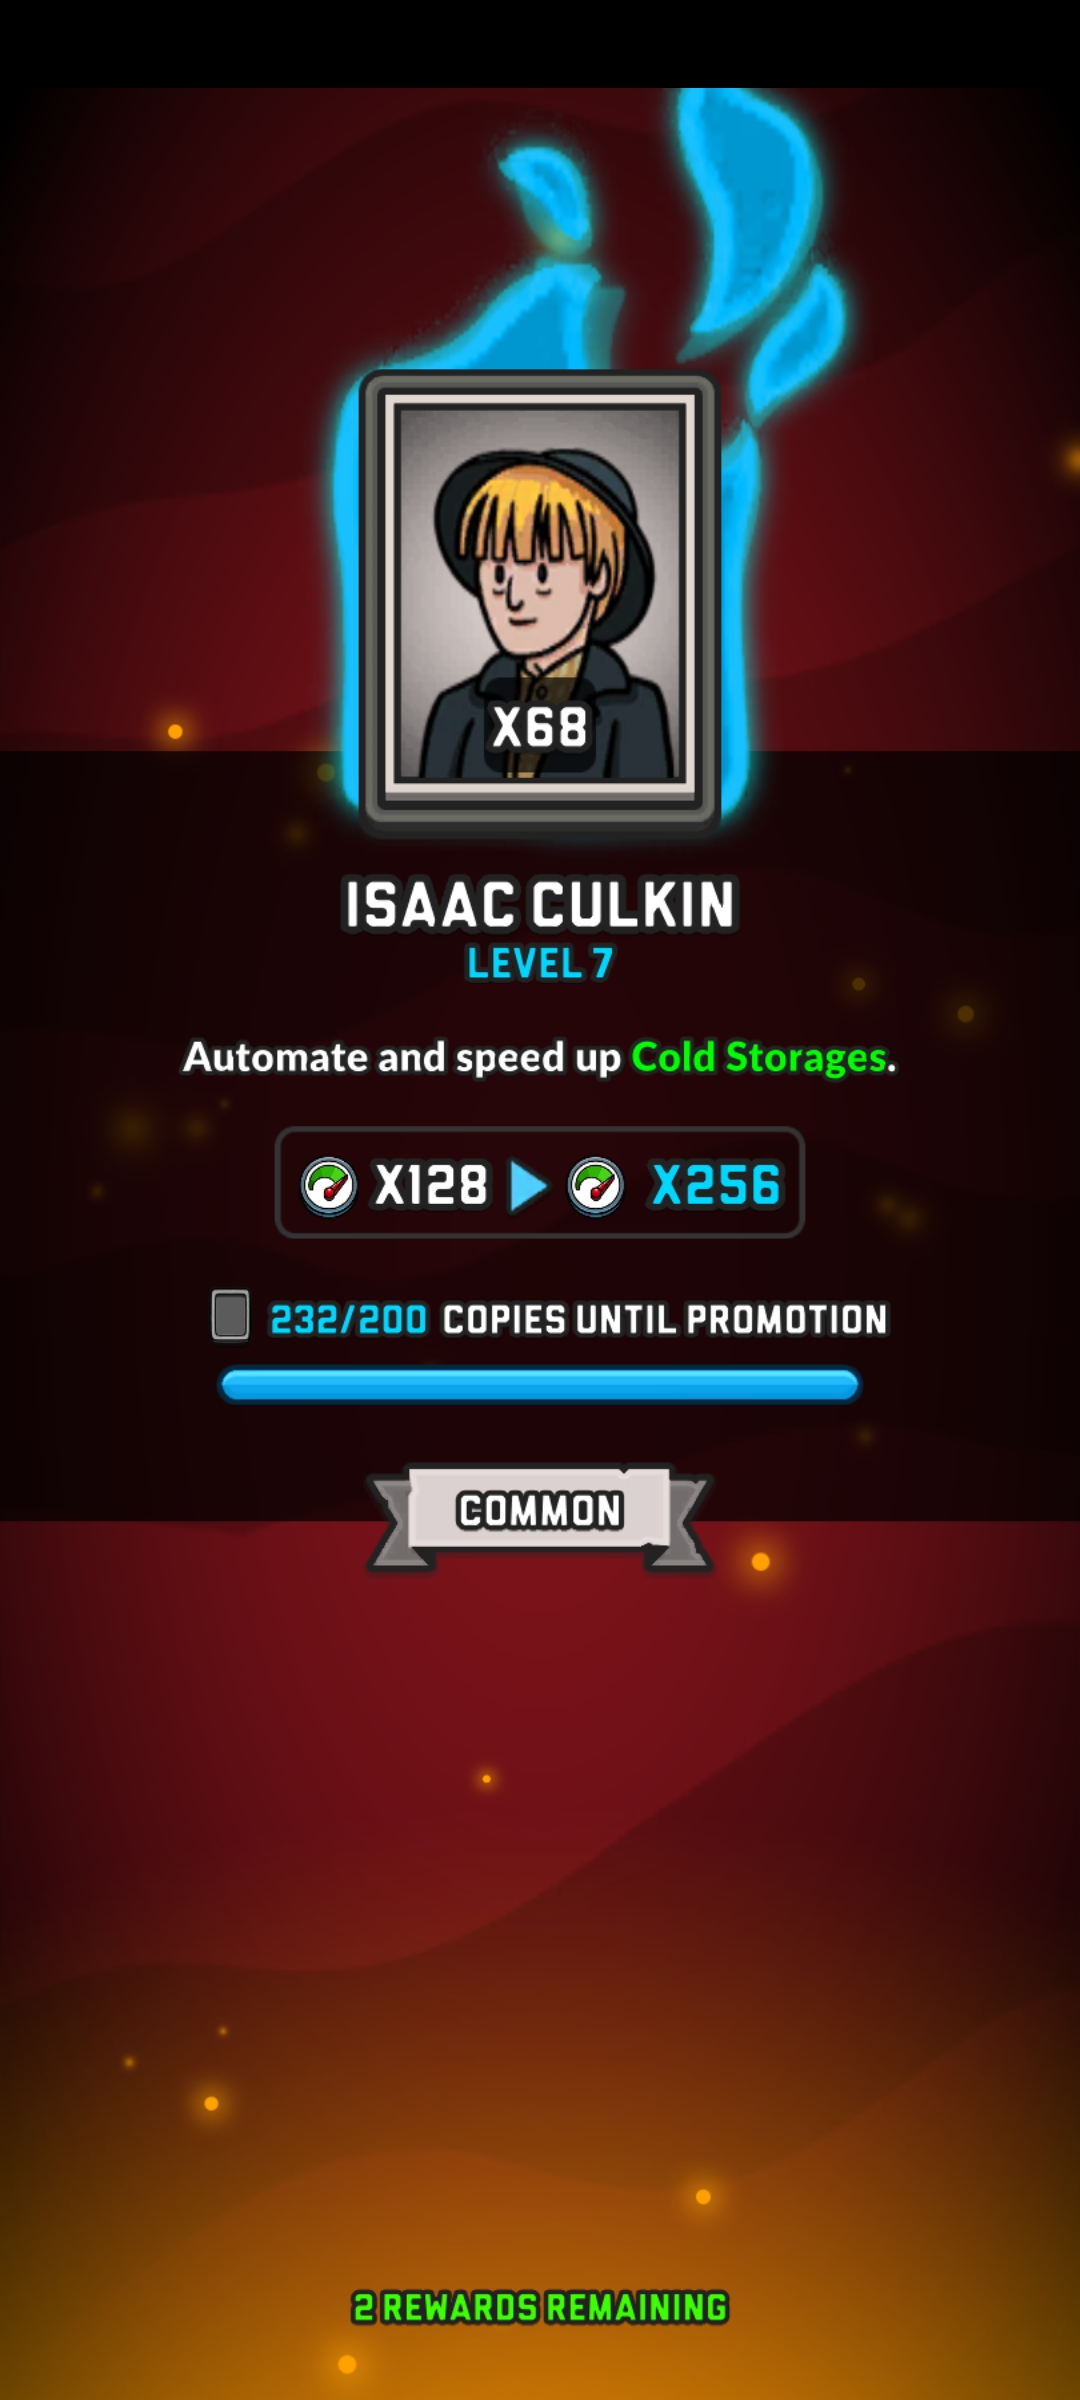 X68
ISAAC CULKIN
LEVEL 7
Automate and speed up Cold Storages.
X128 X256
232/200 COPIES UNTIL PROMOTION
COMMON
2 REWARDS REMAINING